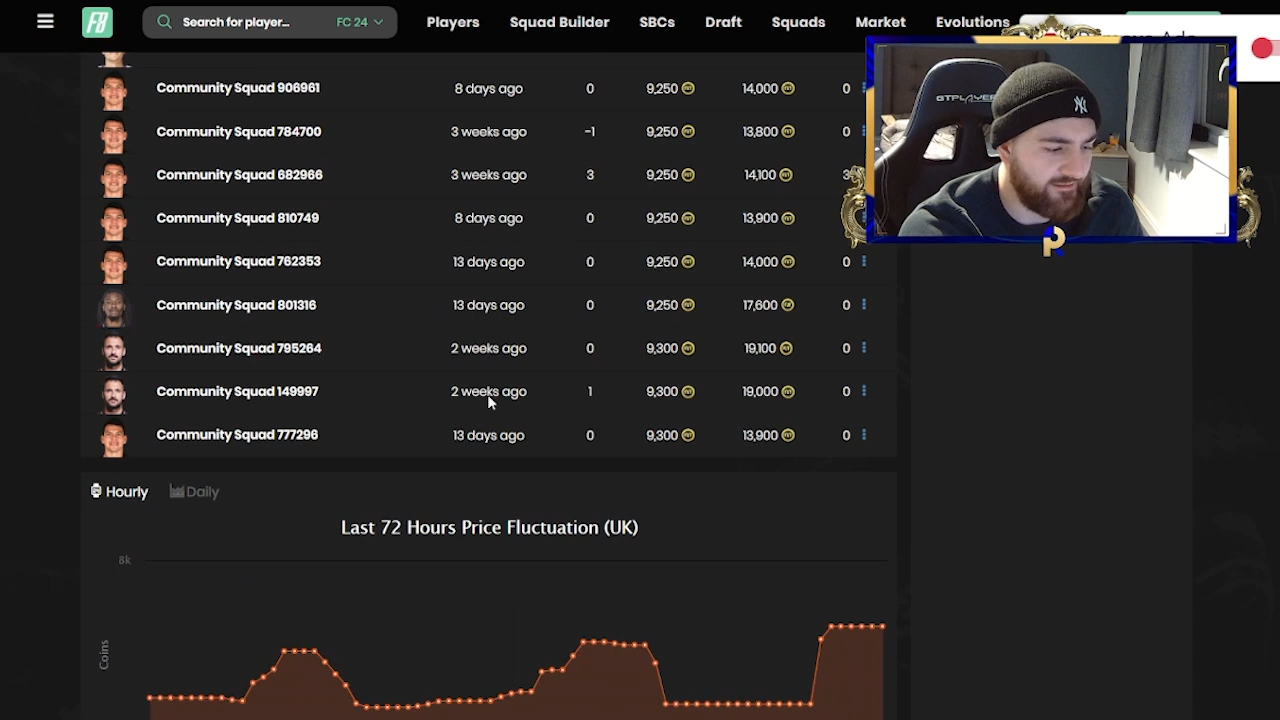 F8 Search for player... FC 24 Players Squad Builder SBCs Draft Squads Market Evolutions
Community Squad 906961 8 days ago 0 9,250 14,000 0
Community Squad 784700 3 weeks ago -1 9,250 13,800 0
Community Squad 682966 3 weeks ago 3 9,250 14,100 3
Community Squad 810749 8 days ago 0 9,250 13,900
Community Squad 762353 13 days ago 0 9,250 14,000 0
Community Squad 801316 13 days ago 0 9,250 17,600 0
Community Squad 795264 2 weeks ago 0 9,300 19,100 0
Community Squad 149997 2 weeks ago 1 9,300 19,000 0
Community Squad 777296 13 days ago 0 9,300 13,900 0
GTPLAYER
NY
Hourly Daily
Last 72 Hours Price Fluctuation (UK)
8k
Coins